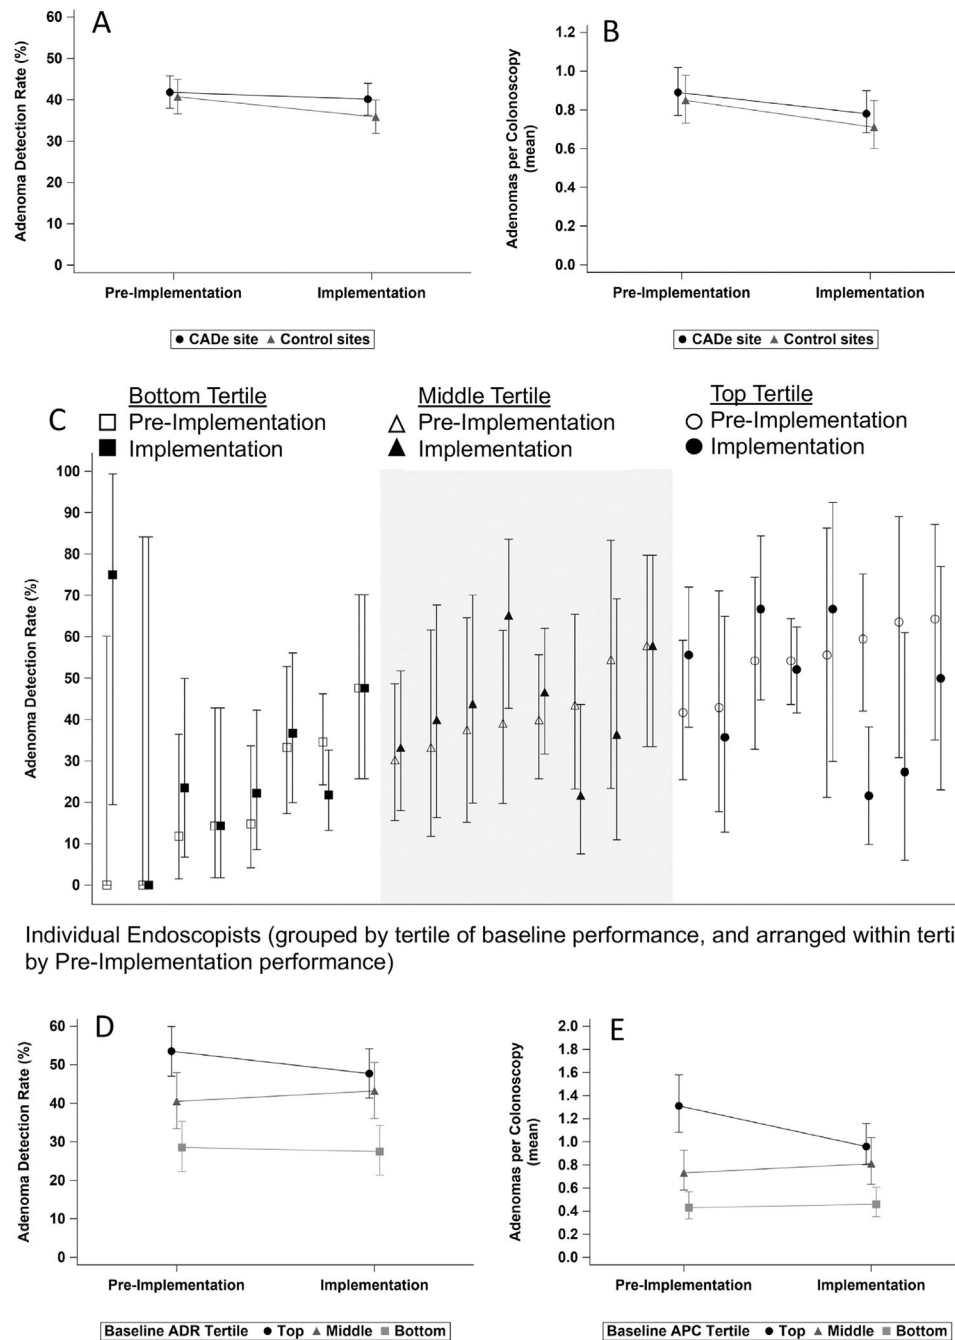 A
Adenoma Detection Rate (%)
60
50
40
30
20
10
0
Pre-Implementation Implementation
● CADe site ▲ Control sites
B
Adenomas per Colonoscopy
(mean)
1.2
1.0
0.8
0.6
0.4
0.2
0.0
Pre-Implementation Implementation
● CADe site ▲ Control sites
C
Bottom Tertile
□ Pre-Implementation
■ Implementation
Middle Tertile
△ Pre-Implementation
▲ Implementation
Top Tertile
○ Pre-Implementation
● Implementation
Adenoma Detection Rate (%)
100
90
80
70
60
50
40
30
20
10
0
Individual Endoscopists (grouped by tertile of baseline performance, and arranged within terti
by Pre-Implementation performance)
D
Adenoma Detection Rate (%)
60
50
40
30
20
10
0
Pre-Implementation Implementation
Baseline ADR Tertile ● Top ▲ Middle ■ Bottom
E
Adenomas per Colonoscopy
(mean)
2.0
1.8
1.6
1.4
1.2
1.0
0.8
0.6
0.4
0.2
0.0
Pre-Implementation Implementation
Baseline APC Tertile ● Top ▲ Middle ■ Bottom